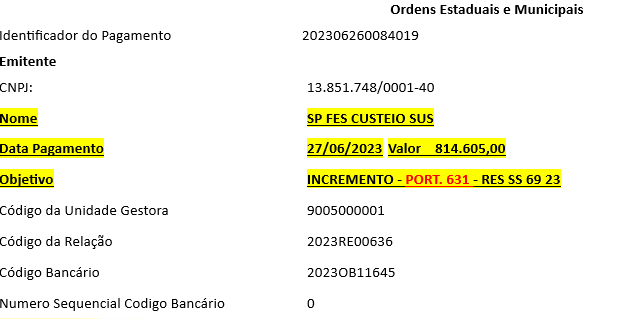 Ordens Estaduais e Municipais
Identificador do Pagamento 202306260084019
Emitente
CNPJ: 13.851.748/0001-40
Nome SP FES CUSTEIO SUS
Data Pagamento 27/06/2023 Valor 814.605,00
Objetivo INCREMENTO - PORT. 631 - RES SS 69 23
Código da Unidade Gestora 9005000001
Código da Relação 2023RE00636
Código Bancário 2023OB11645
Numero Sequencial Codigo Bancário 0